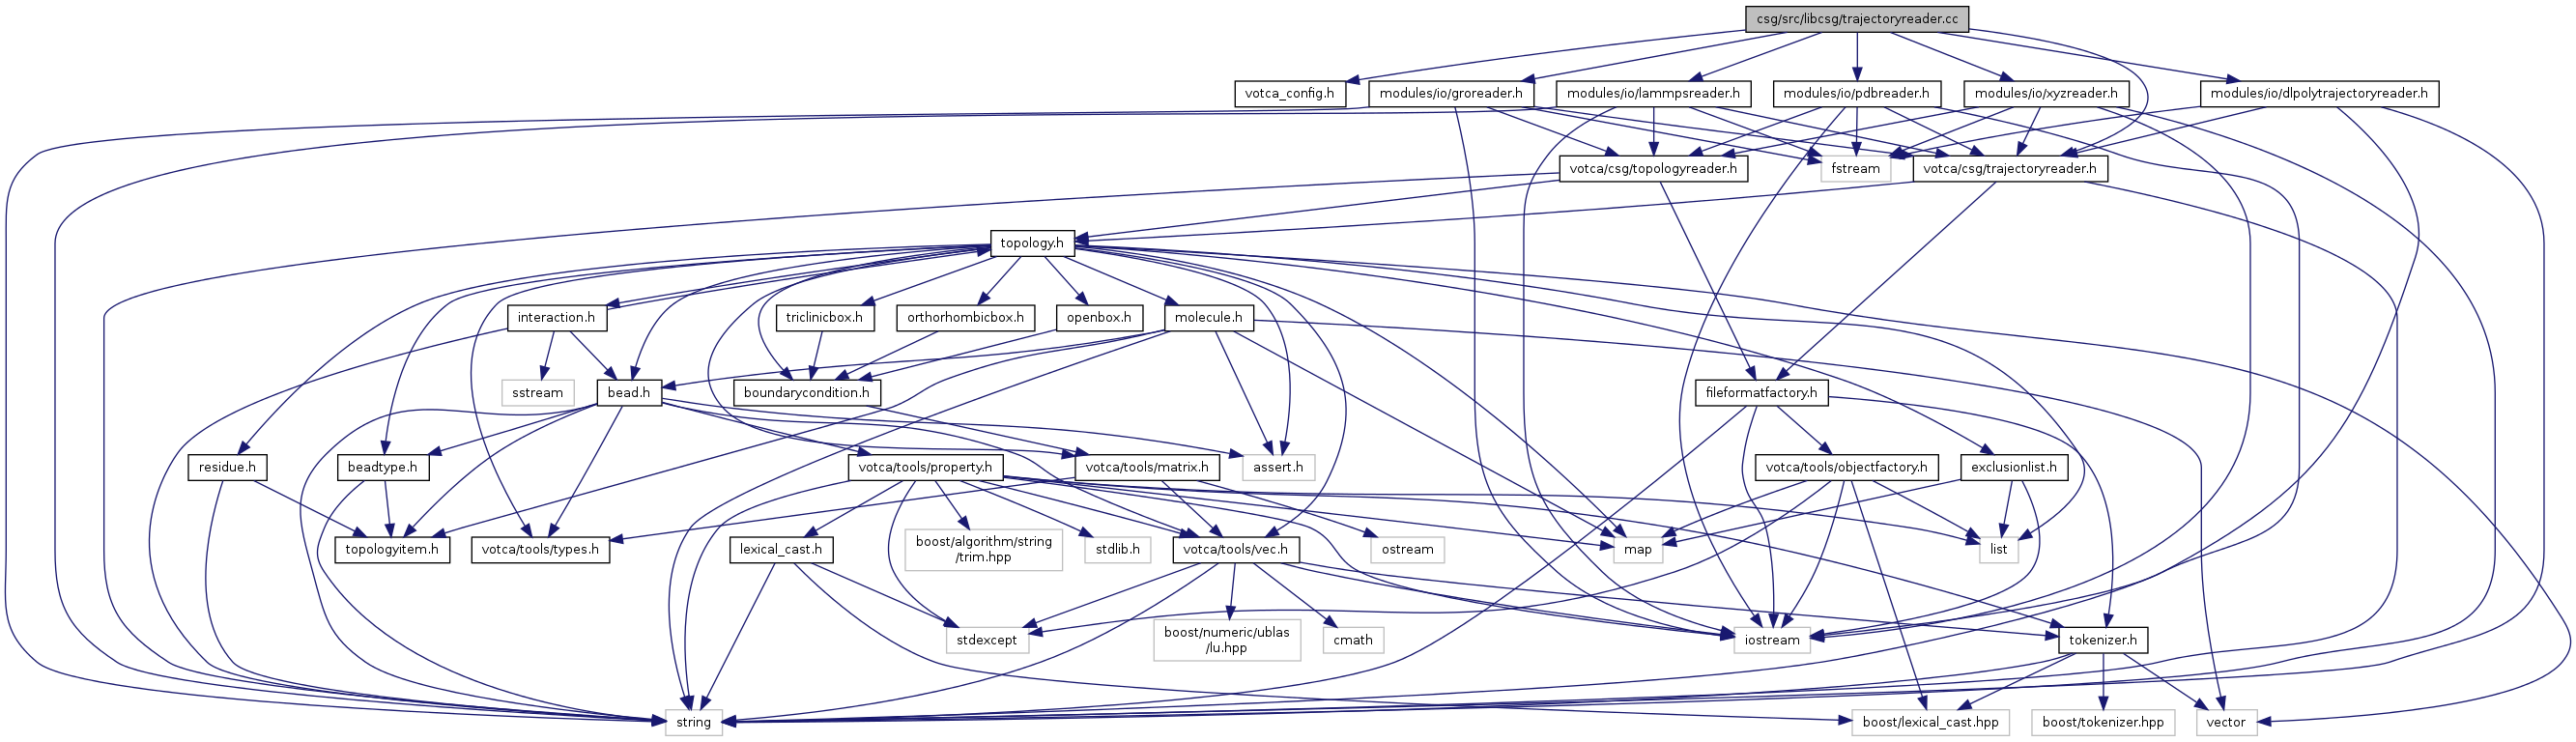 csg/src/libcsg/trajectoryreader.cc
votca_config.h
modules/io/groreader.h
modules/io/lammpsreader.h
modules/io/pdbreader.h
modules/io/xyzreader.h
modules/io/dlpolytrajectoryreader.h
votca/csg/topologyreader.h
fstream
votca/csg/trajectoryreader.h
topology.h
interaction.h
triclinicbox.h
orthorhombicbox.h
openbox.h
molecule.h
sstream
bead.h
boundarycondition.h
fileformatfactory.h
residue.h
beadtype.h
votca/tools/property.h
votca/tools/matrix.h
assert.h
votca/tools/objectfactory.h
exclusionlist.h
topologyitem.h
votca/tools/types.h
lexical_cast.h
boost/algorithm/string
/trim.hpp
stdlib.h
votca/tools/vec.h
ostream
map
list
stdexcept
boost/numeric/ublas
/lu.hpp
cmath
iostream
tokenizer.h
string
boost/lexical_cast.hpp
boost/tokenizer.hpp
vector